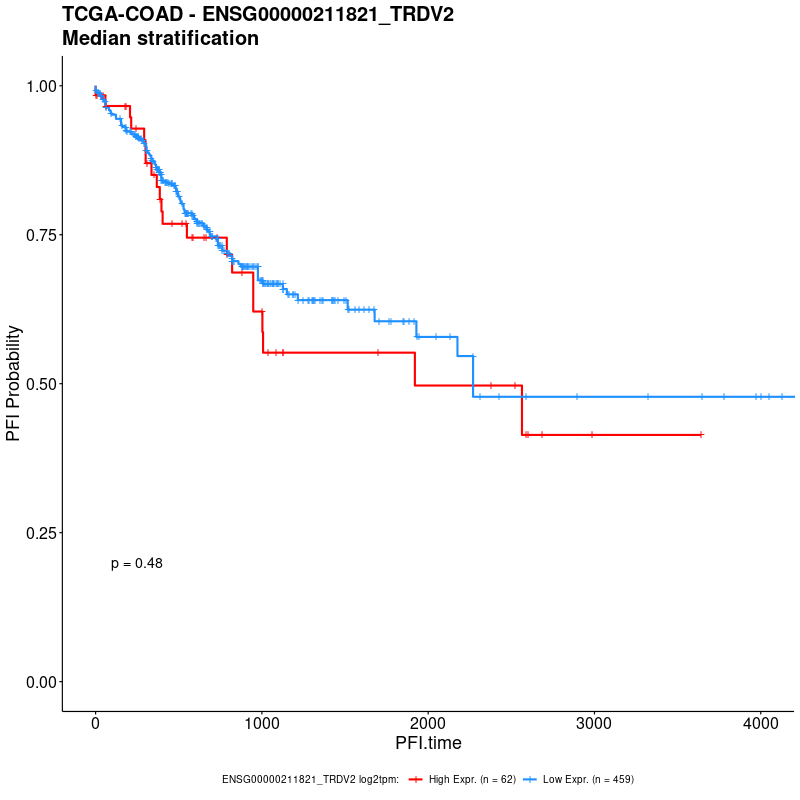 TCGA-COAD - ENSG00000211821_TRDV2
Median stratification
1.00
0.75
0.50
0.25
0.00
PFI Probability
p = 0.48
0
1000
2000
3000
4000
PFI.time
ENSG00000211821_TRDV2 log2tpm: High Expr. (n = 62) Low Expr. (n = 459)